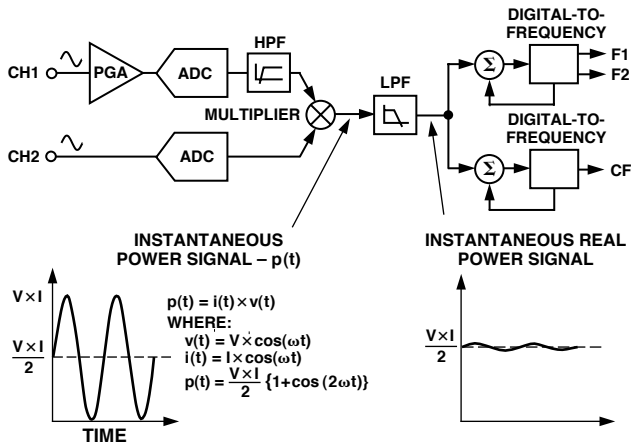 DIGITAL-TO-
FREQUENCY
HPF
F1
CH1
PGA
ADC
Σ
F2
LPF
MULTIPLIER
DIGITAL-TO-
FREQUENCY
CH2
ADC
Σ
CF
INSTANTANEOUS
POWER SIGNAL – p(t)
INSTANTANEOUS REAL
POWER SIGNAL
V × I
p(t) = i(t) × v(t)
WHERE:
v(t) = V × cos(ωt)
i(t) = I × cos(ωt)
p(t) = V × I / 2 {1+cos (2ωt)}
V × I
2
V × I
2
TIME